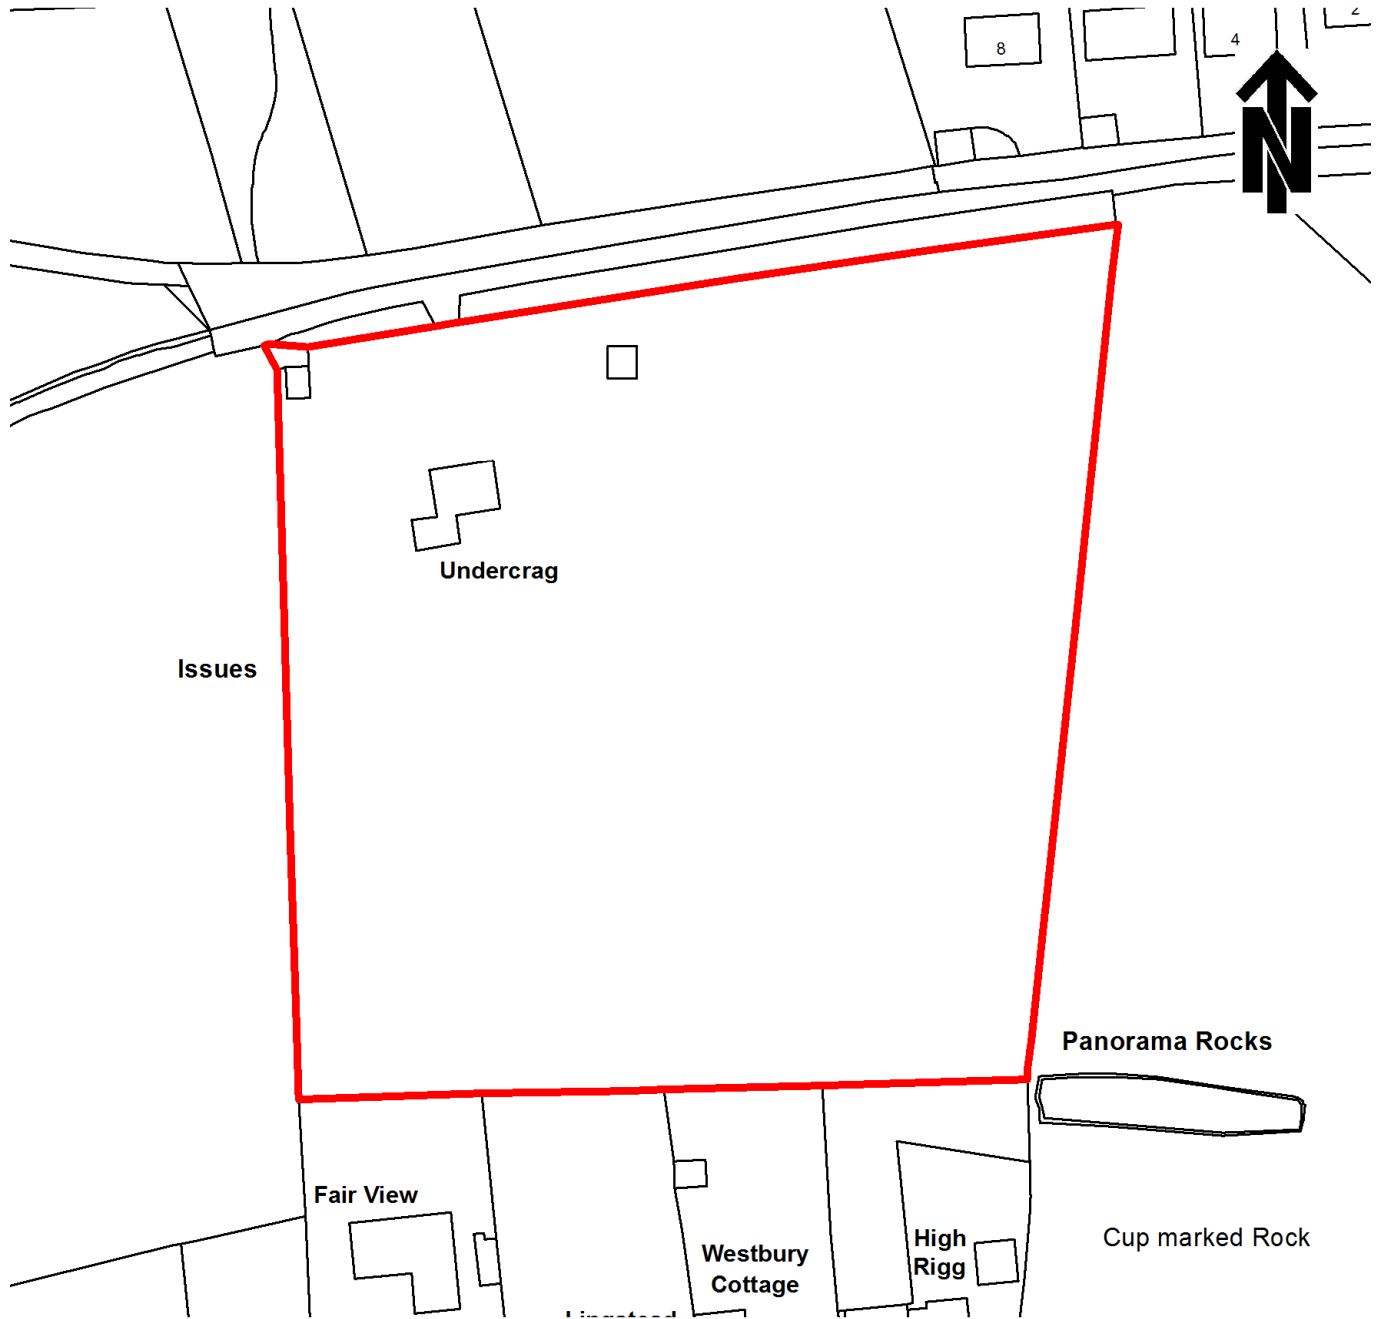 2
8
4
N
Undercrag
Issues
Panorama Rocks
Fair View
High
Rigg
Cup marked Rock
Westbury
Cottage